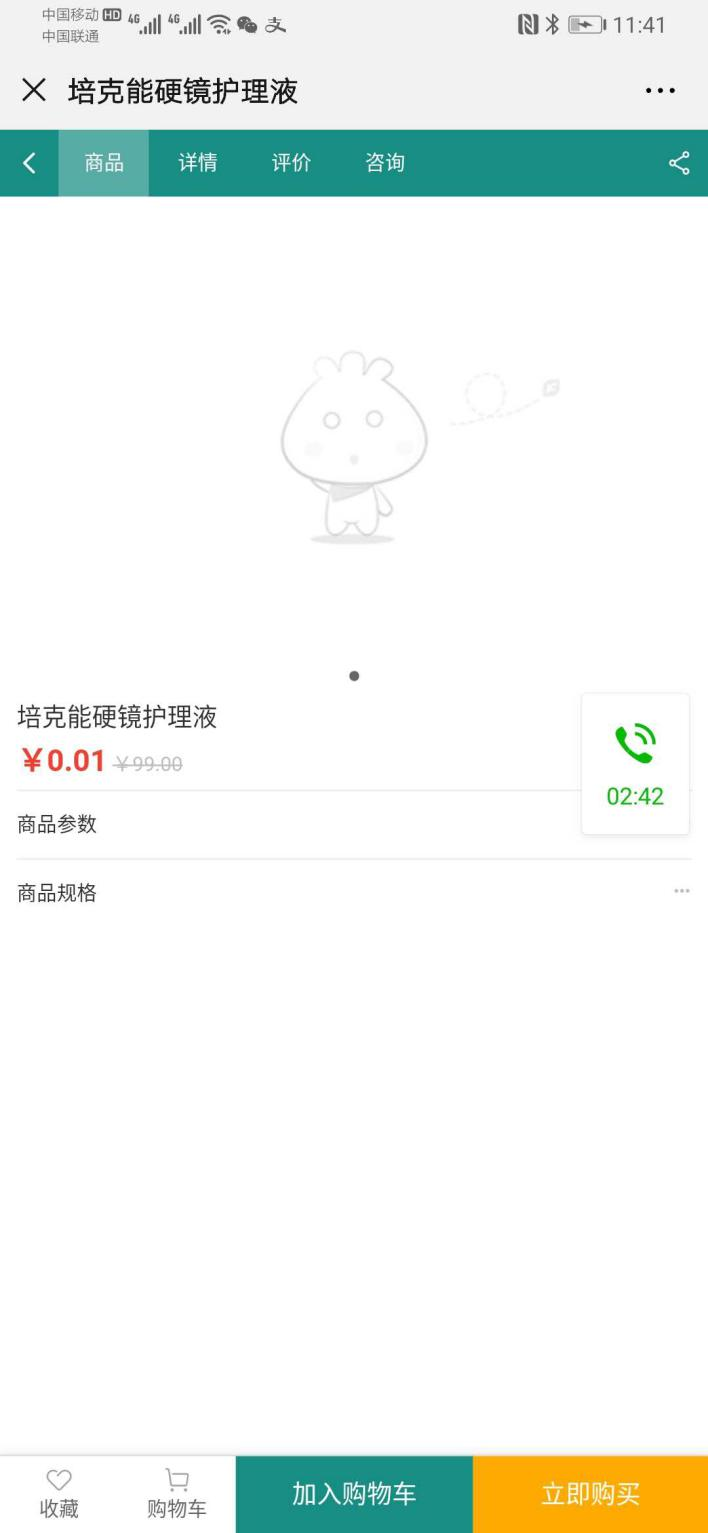 中国移动 HD 4G 4G 11:41
中国联通
培克能硬镜护理液
商品 详情 评价 咨询
培克能硬镜护理液
¥0.01 ¥99.00
02:42
商品参数
商品规格
收藏 购物车 加入购物车 立即购买